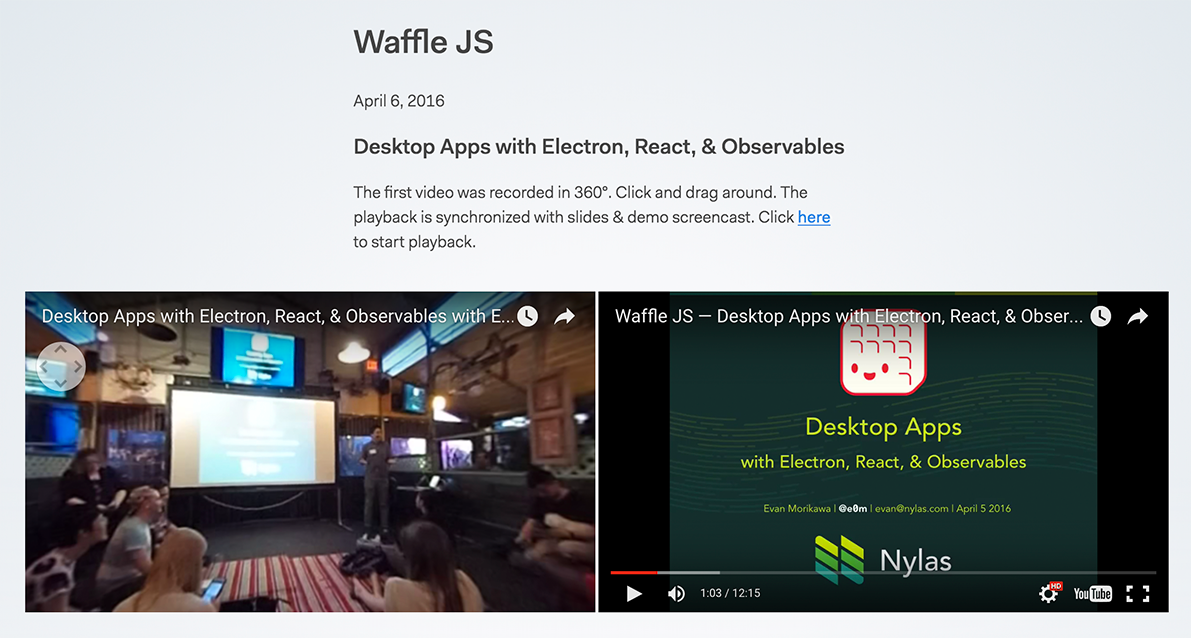 Waffle JS
April 6, 2016
Desktop Apps with Electron, React, & Observables
The first video was recorded in 360°. Click and drag around. The
playback is synchronized with slides & demo screencast. Click here
to start playback.
Desktop Apps with Electron, React, & Observables with E...
Waffle JS — Desktop Apps with Electron, React, & Obser...
Desktop Apps
with Electron, React, & Observables
Evan Morikawa | @e0m | evan@nylas.com | April 5 2016
Nylas
1:03 / 12:15
HD
YouTube